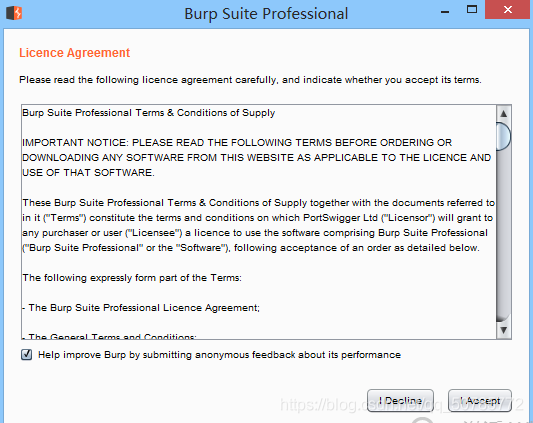 Burp Suite Professional
Licence Agreement
Please read the following licence agreement carefully, and indicate whether you accept its terms.
Burp Suite Professional Terms & Conditions of Supply
IMPORTANT NOTICE: PLEASE READ THE FOLLOWING TERMS BEFORE ORDERING OR
DOWNLOADING ANY SOFTWARE FROM THIS WEBSITE AS APPLICABLE TO THE LICENCE AND
USE OF THAT SOFTWARE.
These Burp Suite Professional Terms & Conditions of Supply together with the documents referred to
in it ("Terms") constitute the terms and conditions on which PortSwigger Ltd ("Licensor") will grant to
any purchaser or user ("Licensee") a licence to use the software comprising Burp Suite Professional
("Burp Suite Professional" or the "Software"), following acceptance of an order as detailed below.
The following expressly form part of the Terms:
- The Burp Suite Professional Licence Agreement;
- The General Terms and Conditions;
Help improve Burp by submitting anonymous feedback about its performance
I Decline
I Accept